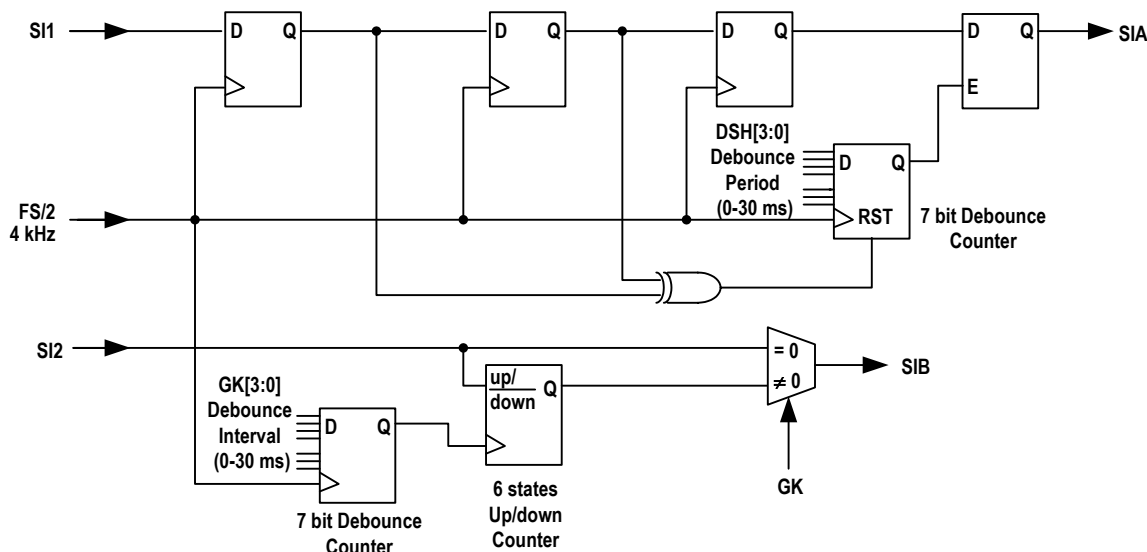 SI1
D Q
D Q
D Q
D Q
E
SIA
DSH[3:0]
Debounce
Period
(0-30 ms)
D Q
RST
7 bit Debounce
Counter
FS/2
4 kHz
SI2
= 0
≠ 0
SIB
GK
GK[3:0]
Debounce
Interval
(0-30 ms)
D Q
7 bit Debounce
Counter
up/
down
Q
6 states
Up/down
Counter